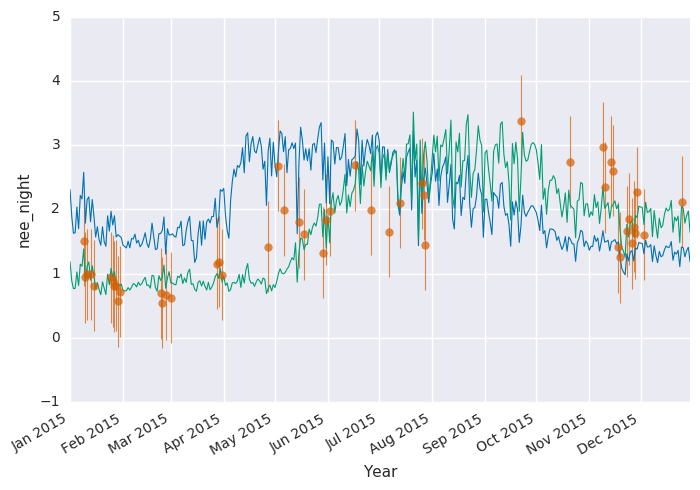 5
4
3
2
1
0
−1
nee_night
Jan 2015
Feb 2015
Mar 2015
Apr 2015
May 2015
Jun 2015
Jul 2015
Aug 2015
Sep 2015
Oct 2015
Nov 2015
Dec 2015
Year